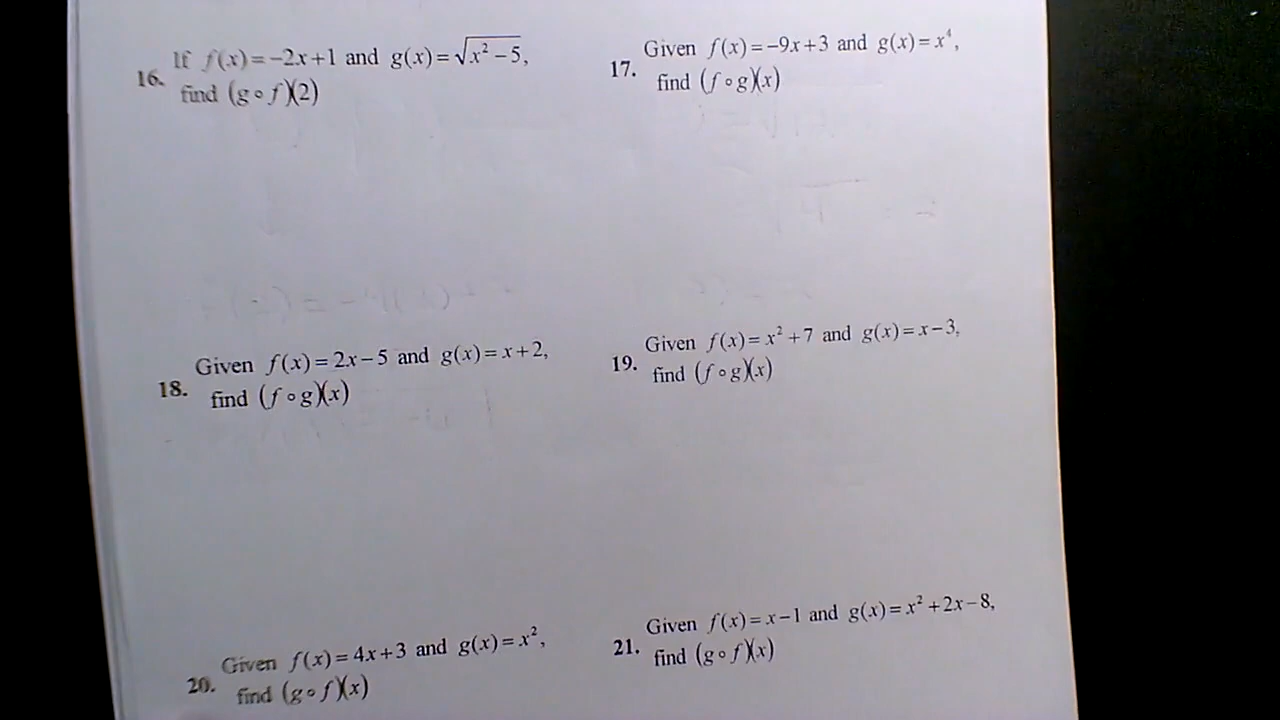 16. If f(x)=-2x+1 and g(x)=√(x²-5),
find (g∘f)(2)
17. Given f(x)=-9x+3 and g(x)=x⁴,
find (f∘g)(x)
18. Given f(x)=2x-5 and g(x)=x+2,
find (f∘g)(x)
19. Given f(x)=x²+7 and g(x)=x-3,
find (f∘g)(x)
20. Given f(x)=4x+3 and g(x)=x²,
find (g∘f)(x)
21. Given f(x)=x-1 and g(x)=x²+2x-8,
find (g∘f)(x)